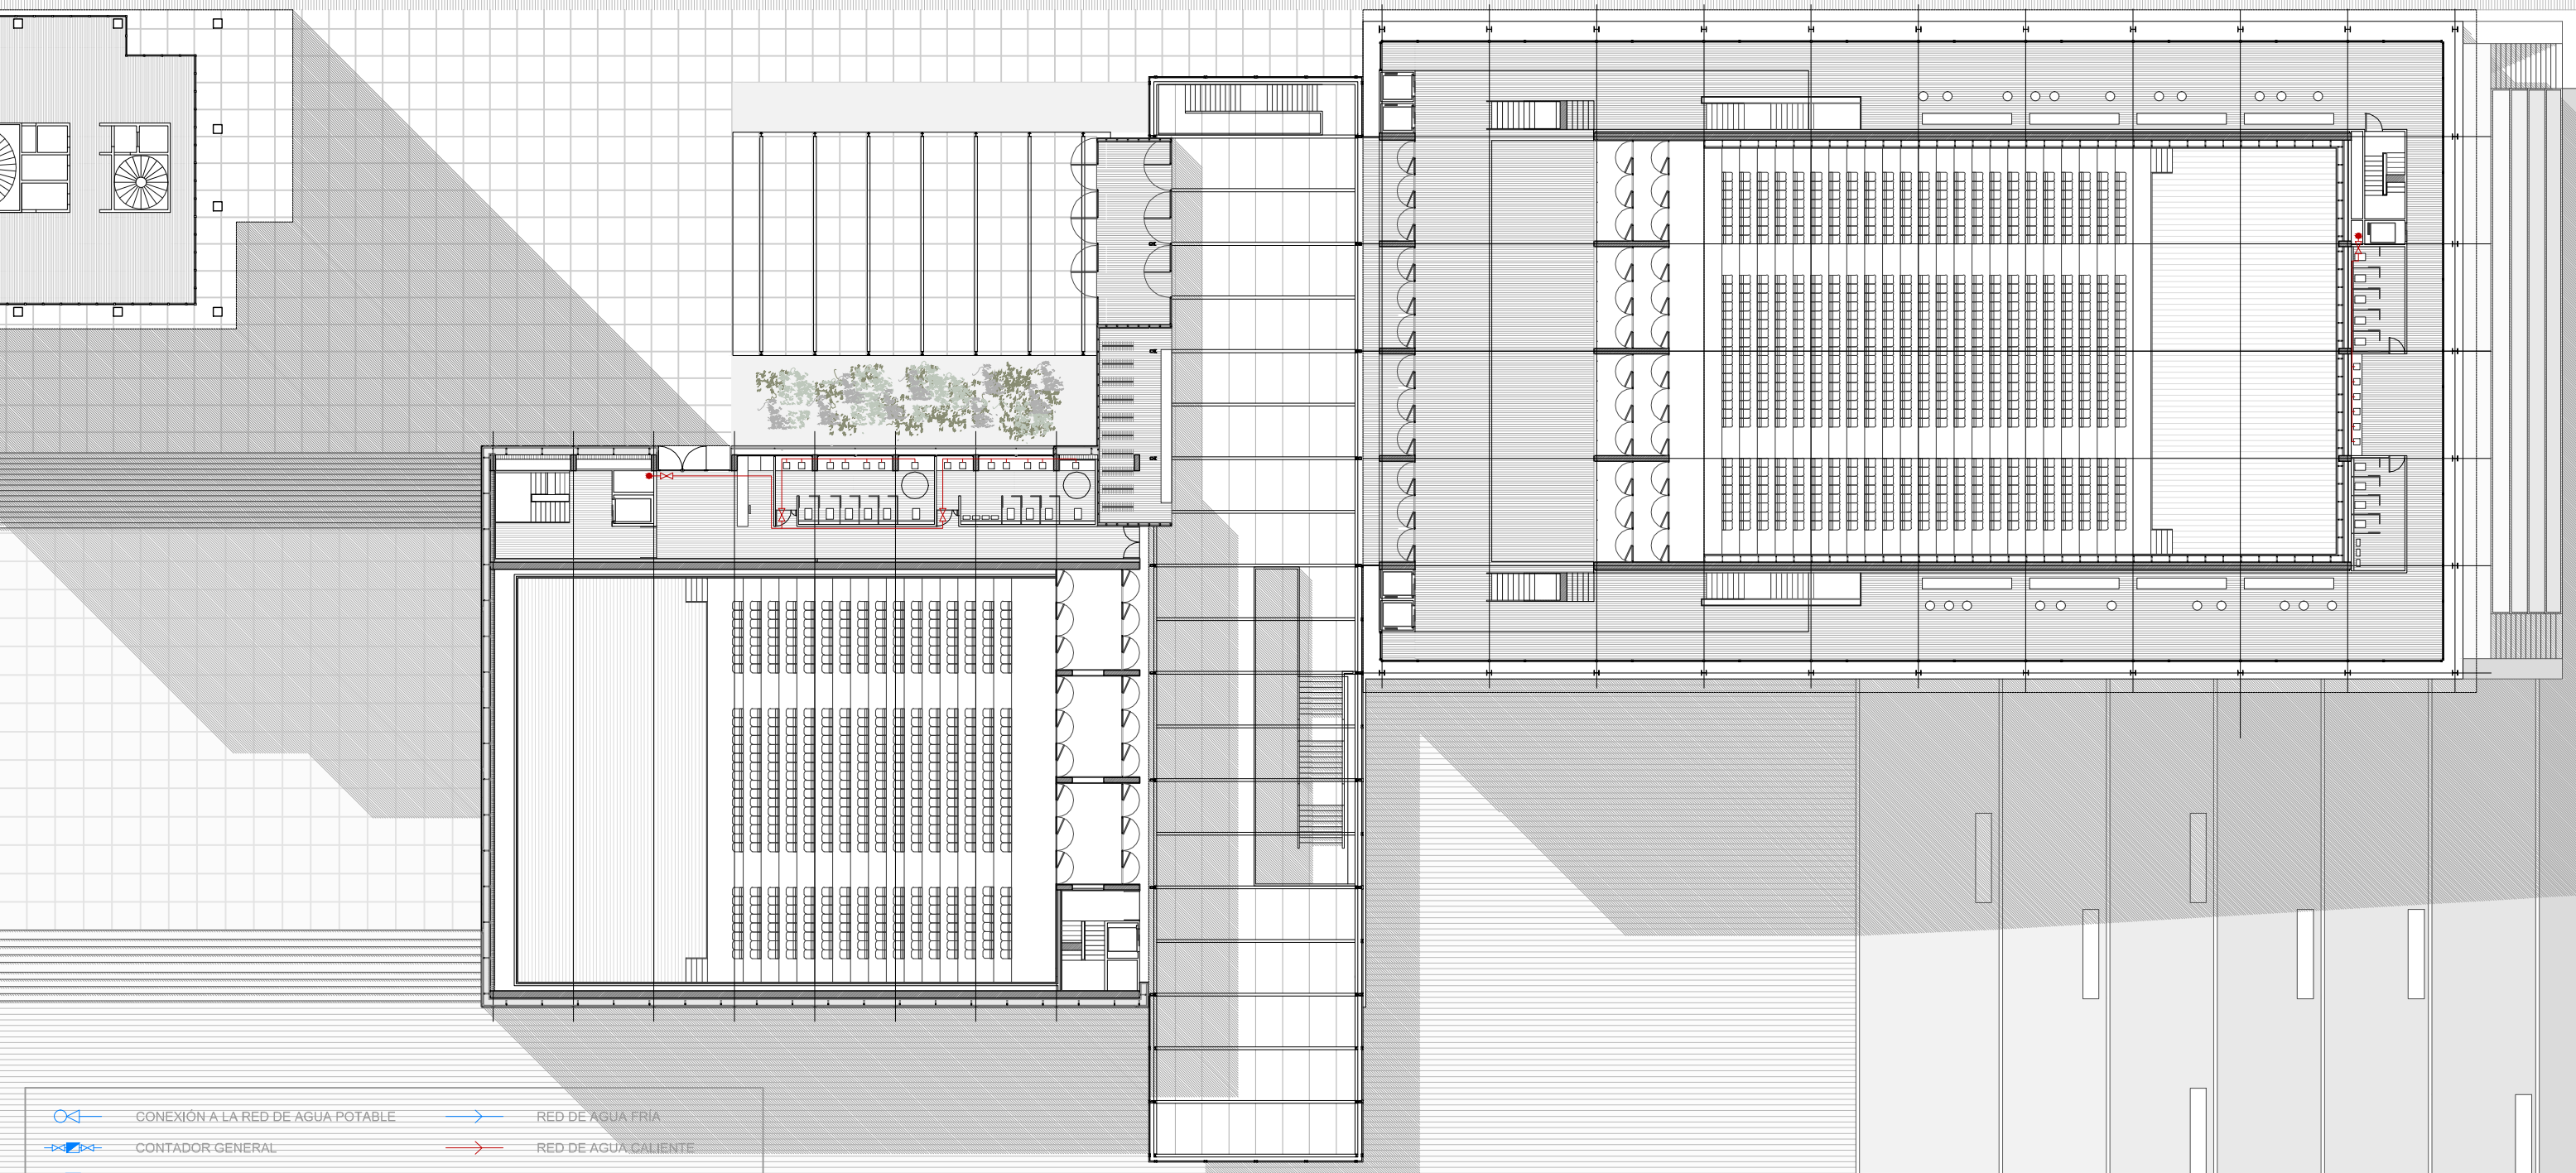 CONEXIÓN A LA RED DE AGUA POTABLE
RED DE AGUA FRÍA
CONTADOR GENERAL
RED DE AGUA CALIENTE